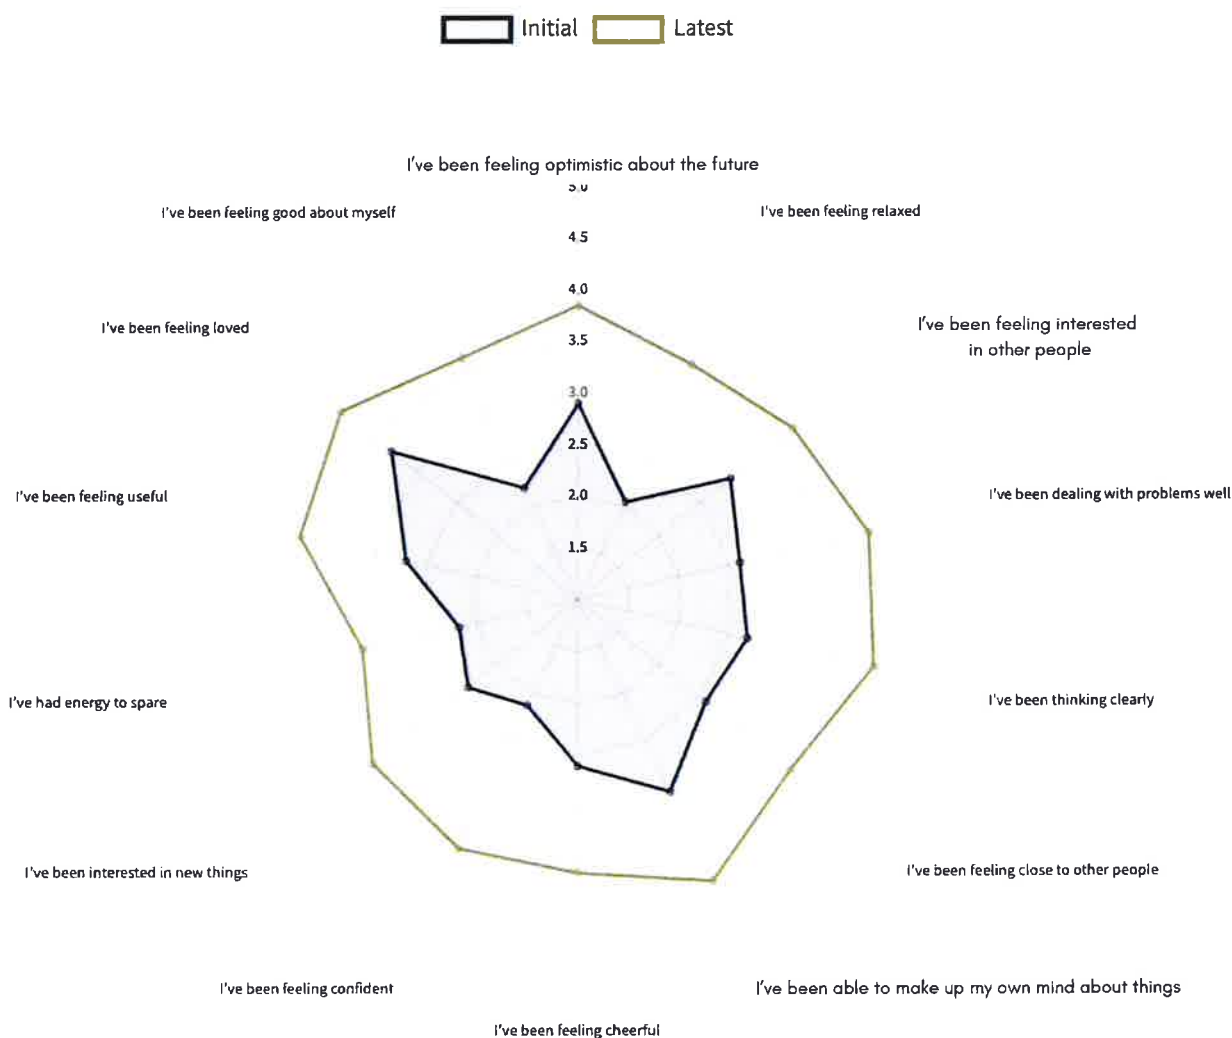 Initial
Latest
I've been feeling optimistic about the future
5.0
I've been feeling good about myself
I've been feeling relaxed
4.5
4.0
I've been feeling loved
I've been feeling interested
in other people
3.5
3.0
2.5
I've been feeling useful
I've been dealing with problems well
2.0
1.5
I've had energy to spare
I've been thinking clearly
I've been interested in new things
I've been feeling close to other people
I've been feeling confident
I've been able to make up my own mind about things
I've been feeling cheerful